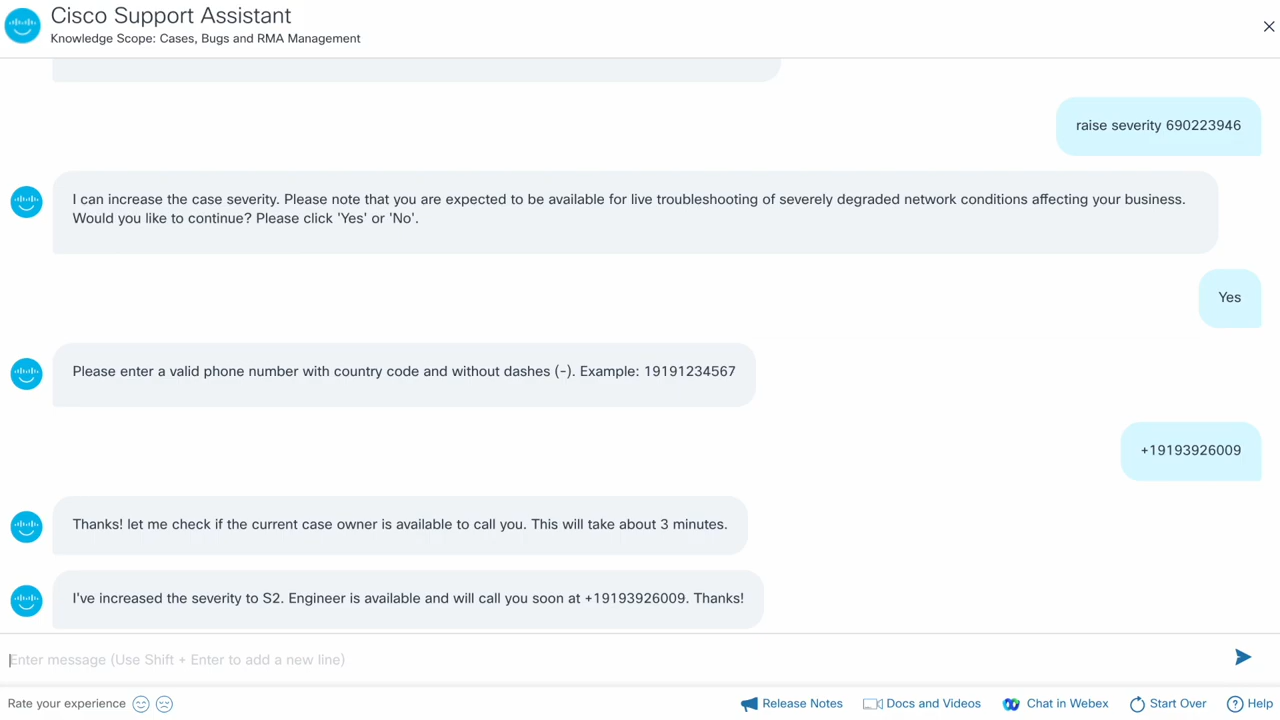 Cisco Support Assistant
Knowledge Scope: Cases, Bugs and RMA Management
raise severity 690223946
I can increase the case severity. Please note that you are expected to be available for live troubleshooting of severely degraded network conditions affecting your business.
Would you like to continue? Please click 'Yes' or 'No'.
Yes
Please enter a valid phone number with country code and without dashes (-). Example: 19191234567
+19193926009
Thanks! let me check if the current case owner is available to call you. This will take about 3 minutes.
I've increased the severity to S2. Engineer is available and will call you soon at +19193926009. Thanks!
Enter message (Use Shift + Enter to add a new line)
Rate your experience
Release Notes
Docs and Videos
Chat in Webex
Start Over
Help